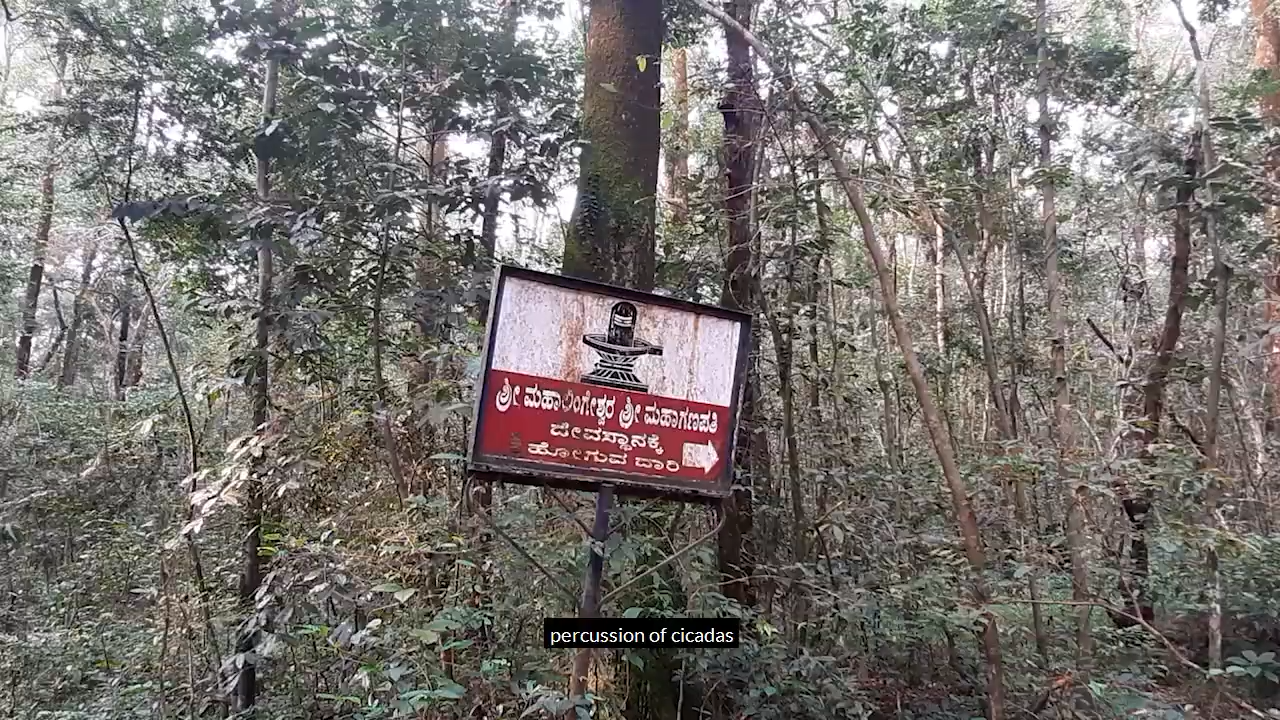 ಶ್ರೀ ಮಹಾಲಿಂಗೇಶ್ವರ ಶ್ರೀ ಮಹಾಗಣಪತಿ
ದೇವಸ್ಥಾನಕ್ಕೆ
ಹೋಗುವ ದಾರಿ
percussion of cicadas